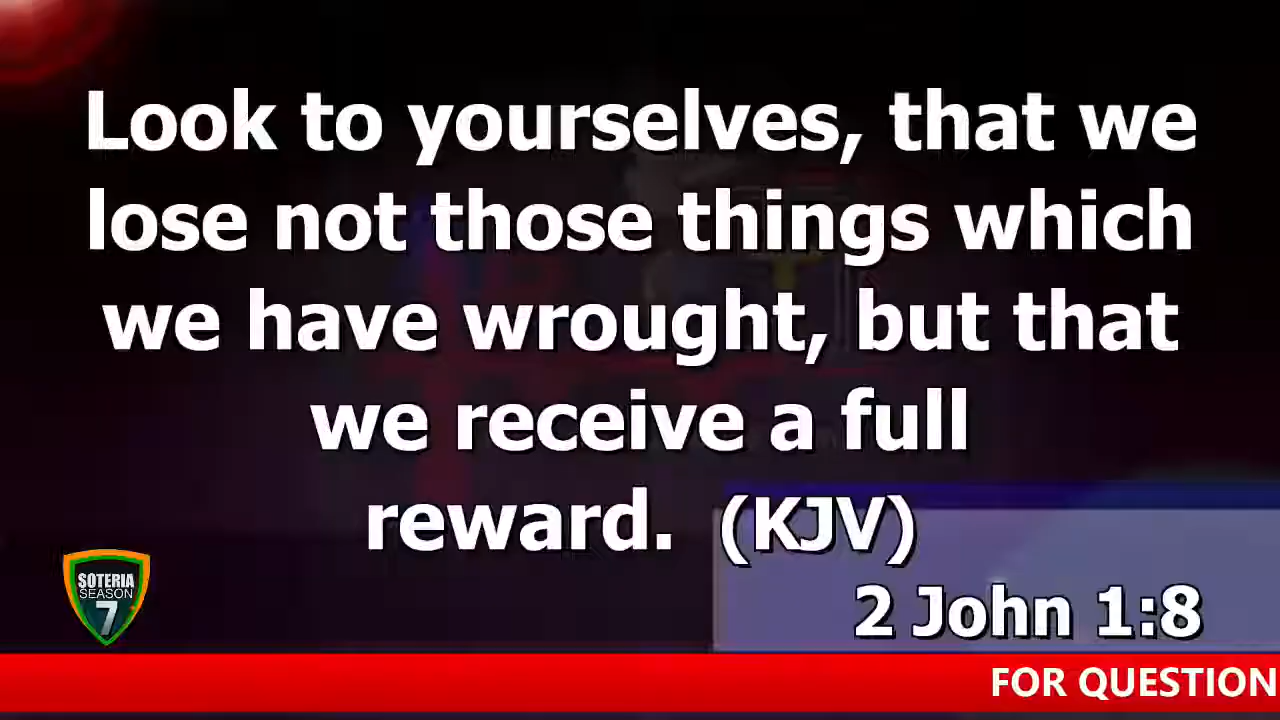 Look to yourselves, that we
lose not those things which
we have wrought, but that
we receive a full
reward. (KJV)
2 John 1:8
SOTERIA
SEASON
7
FOR QUESTION